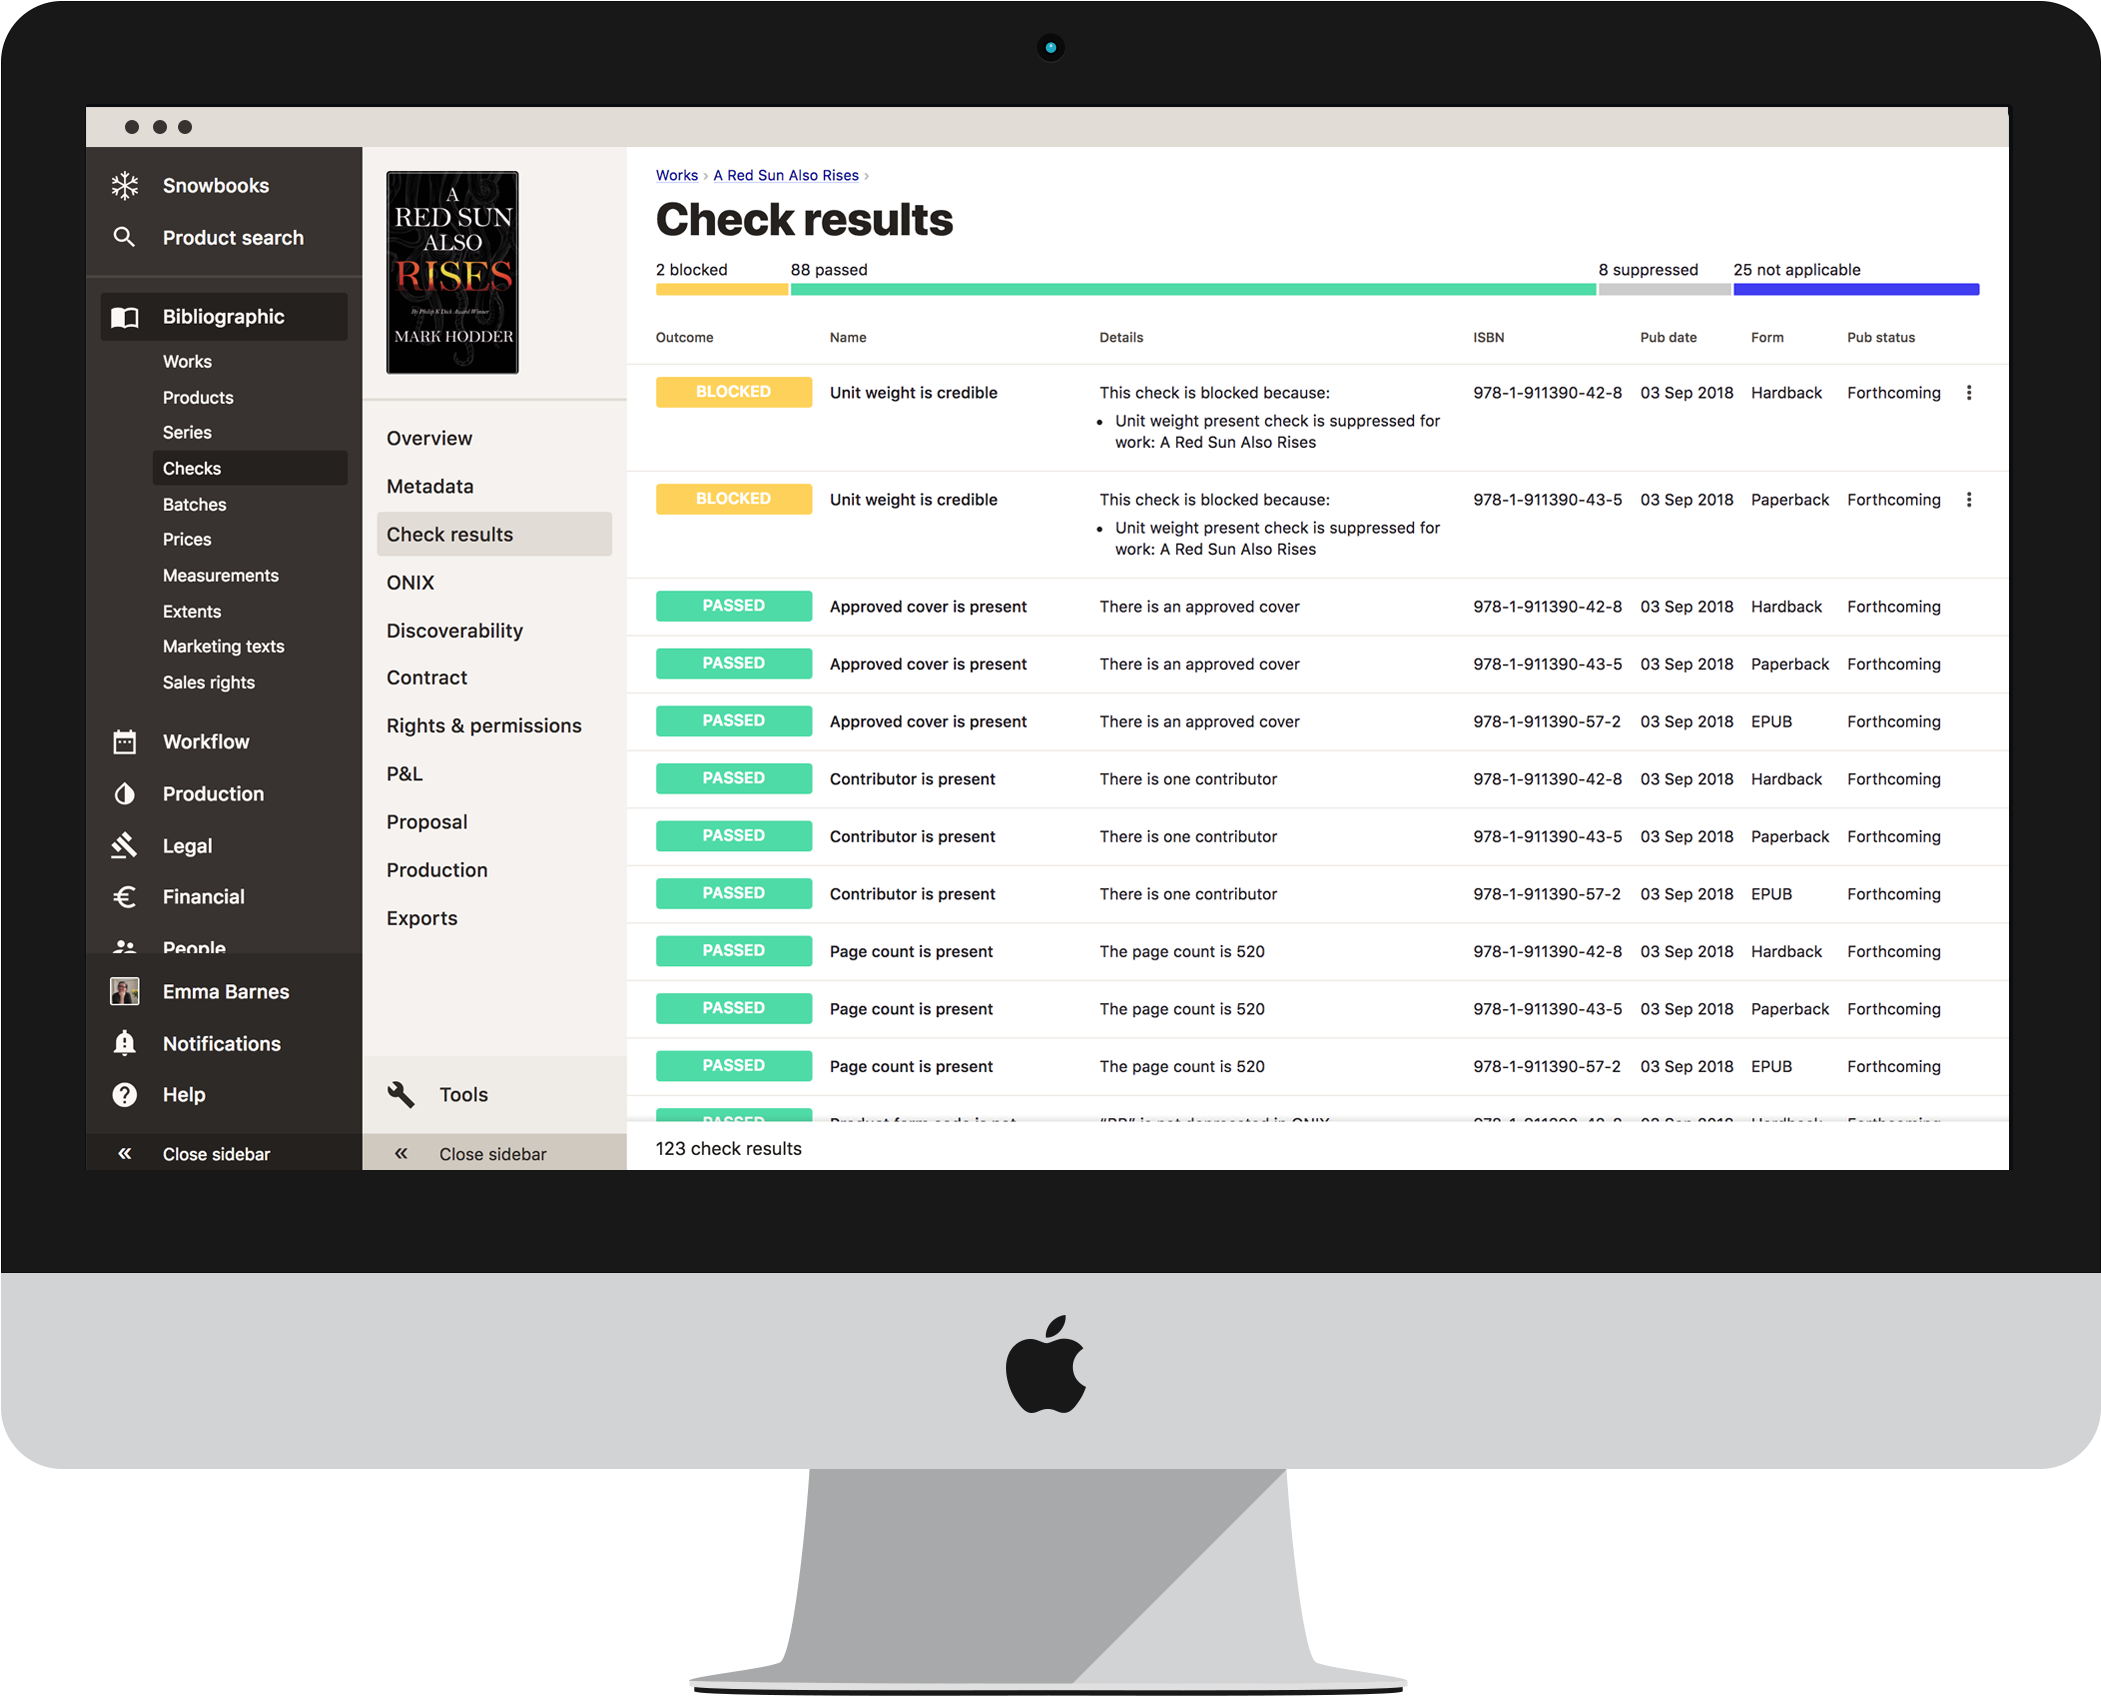 Snowbooks
Product search
Bibliographic
Works
Products
Series
Checks
Batches
Prices
Measurements
Extents
Marketing texts
Sales rights
Workflow
Production
Legal
Financial
People
Emma Barnes
Notifications
Help
« Close sidebar
A
RED SUN
ALSO
RISES
By Philip K Dick Award Winner
MARK HODDER
Overview
Metadata
Check results
ONIX
Discoverability
Contract
Rights & permissions
P&L
Proposal
Production
Exports
Tools
« Close sidebar
Works › A Red Sun Also Rises ›
Check results
2 blocked 88 passed 8 suppressed 25 not applicable
Outcome Name Details ISBN Pub date Form Pub status
BLOCKED Unit weight is credible This check is blocked because: 978-1-911390-42-8 03 Sep 2018 Hardback Forthcoming
• Unit weight present check is suppressed for
work: A Red Sun Also Rises
BLOCKED Unit weight is credible This check is blocked because: 978-1-911390-43-5 03 Sep 2018 Paperback Forthcoming
• Unit weight present check is suppressed for
work: A Red Sun Also Rises
PASSED Approved cover is present There is an approved cover 978-1-911390-42-8 03 Sep 2018 Hardback Forthcoming
PASSED Approved cover is present There is an approved cover 978-1-911390-43-5 03 Sep 2018 Paperback Forthcoming
PASSED Approved cover is present There is an approved cover 978-1-911390-57-2 03 Sep 2018 EPUB Forthcoming
PASSED Contributor is present There is one contributor 978-1-911390-42-8 03 Sep 2018 Hardback Forthcoming
PASSED Contributor is present There is one contributor 978-1-911390-43-5 03 Sep 2018 Paperback Forthcoming
PASSED Contributor is present There is one contributor 978-1-911390-57-2 03 Sep 2018 EPUB Forthcoming
PASSED Page count is present The page count is 520 978-1-911390-42-8 03 Sep 2018 Hardback Forthcoming
PASSED Page count is present The page count is 520 978-1-911390-43-5 03 Sep 2018 Paperback Forthcoming
PASSED Page count is present The page count is 520 978-1-911390-57-2 03 Sep 2018 EPUB Forthcoming
123 check results